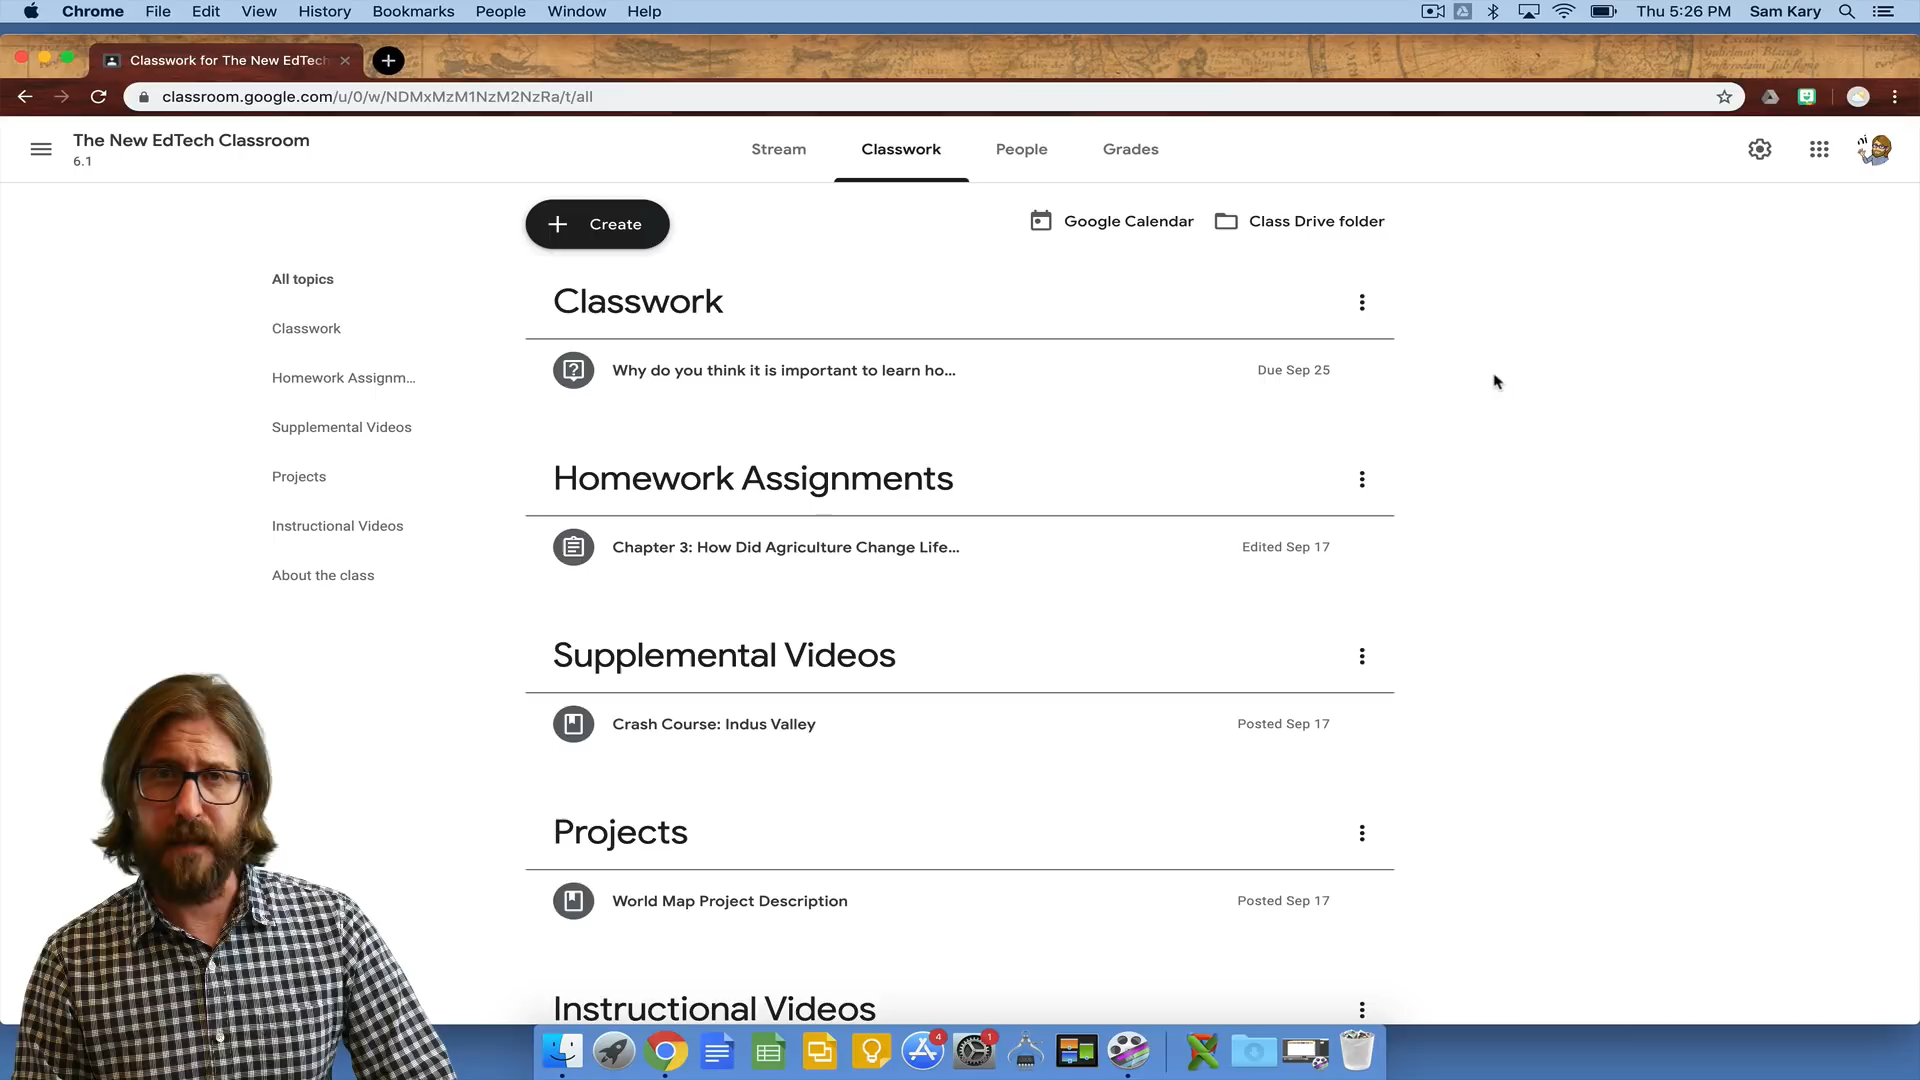 Chrome File Edit View History Bookmarks People Window Help Thu 5:26 PM Sam Kary
Classwork for The New EdTech
classroom.google.com/u/0/w/NDMxMzM1NzM2NzRa/t/all
The New EdTech Classroom
6.1
Stream Classwork People Grades
Create
Google Calendar Class Drive folder
All topics
Classwork
Homework Assignm...
Supplemental Videos
Projects
Instructional Videos
About the class
Classwork
Why do you think it is important to learn ho... Due Sep 25
Homework Assignments
Chapter 3: How Did Agriculture Change Life... Edited Sep 17
Supplemental Videos
Crash Course: Indus Valley Posted Sep 17
Projects
World Map Project Description Posted Sep 17
Instructional Videos
4
1